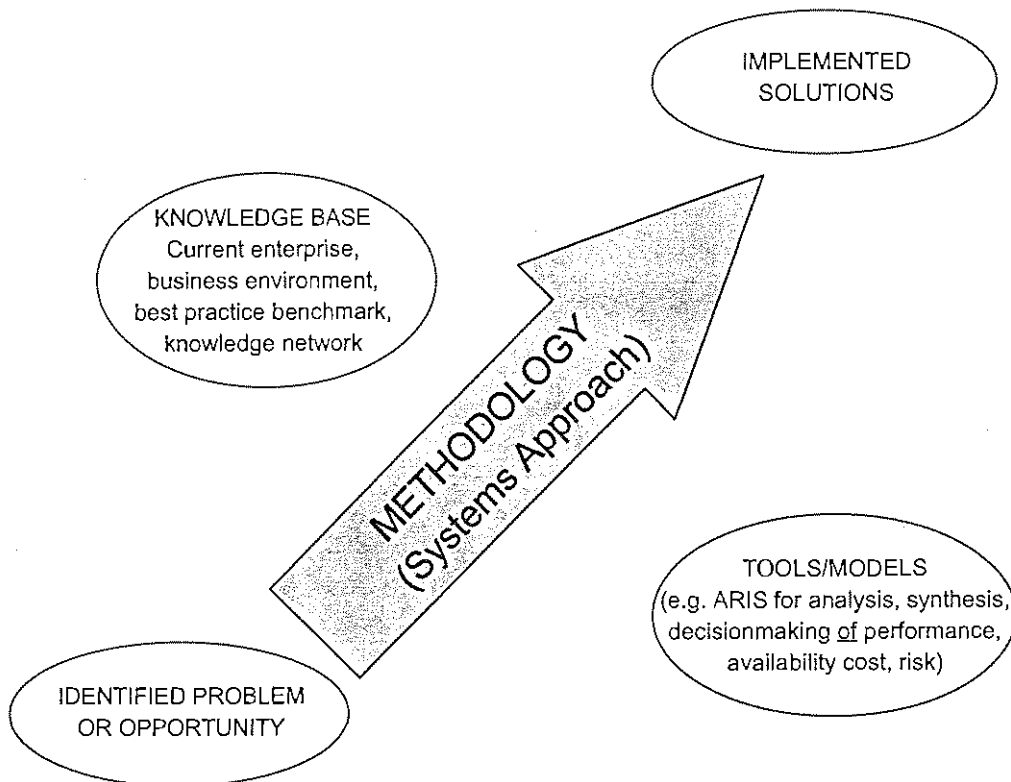 IMPLEMENTED
SOLUTIONS
KNOWLEDGE BASE
Current enterprise,
business environment,
best practice benchmark,
knowledge network
METHODOLOGY
(Systems Approach)
TOOLS/MODELS
(e.g. ARIS for analysis, synthesis,
decisionmaking of performance,
availability cost, risk)
IDENTIFIED PROBLEM
OR OPPORTUNITY